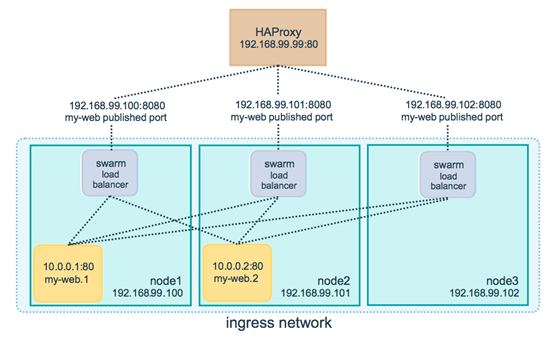 HAProxy
192.168.99.99:80
192.168.99.100:8080
my-web published port
192.168.99.101:8080
my-web published port
192.168.99.102:8080
my-web published port
swarm
load
balancer
swarm
load
balancer
swarm
load
balancer
10.0.0.1:80
my-web.1
node1
192.168.99.100
10.0.0.2:80
my-web.2
node2
192.168.99.101
node3
192.168.99.102
ingress network